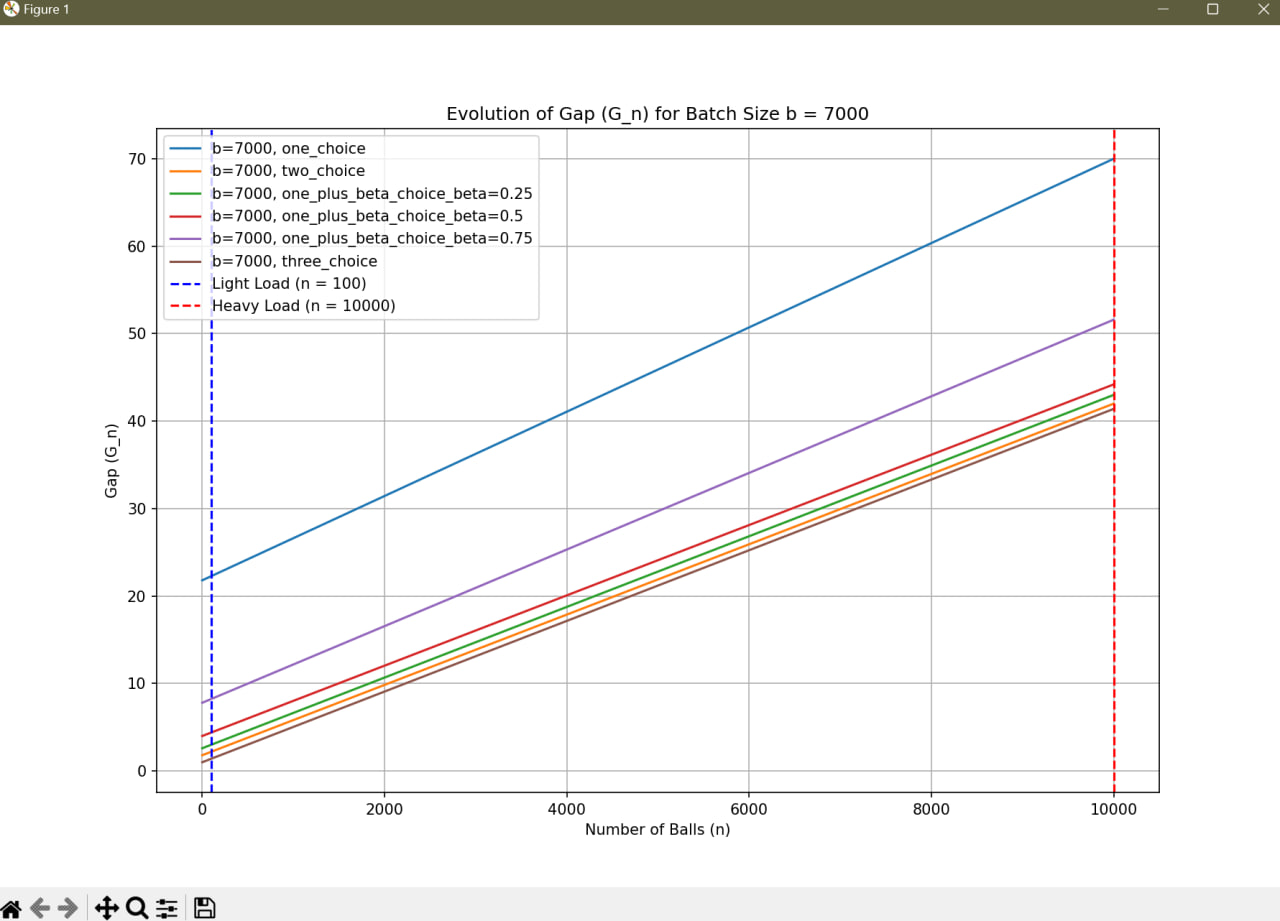 Figure 1
Evolution of Gap (G_n) for Batch Size b = 7000
b=7000, one_choice
b=7000, two_choice
b=7000, one_plus_beta_choice_beta=0.25
b=7000, one_plus_beta_choice_beta=0.5
b=7000, one_plus_beta_choice_beta=0.75
b=7000, three_choice
Light Load (n = 100)
Heavy Load (n = 10000)
70
60
50
40
30
20
10
0
Gap (G_n)
0 2000 4000 6000 8000 10000
Number of Balls (n)